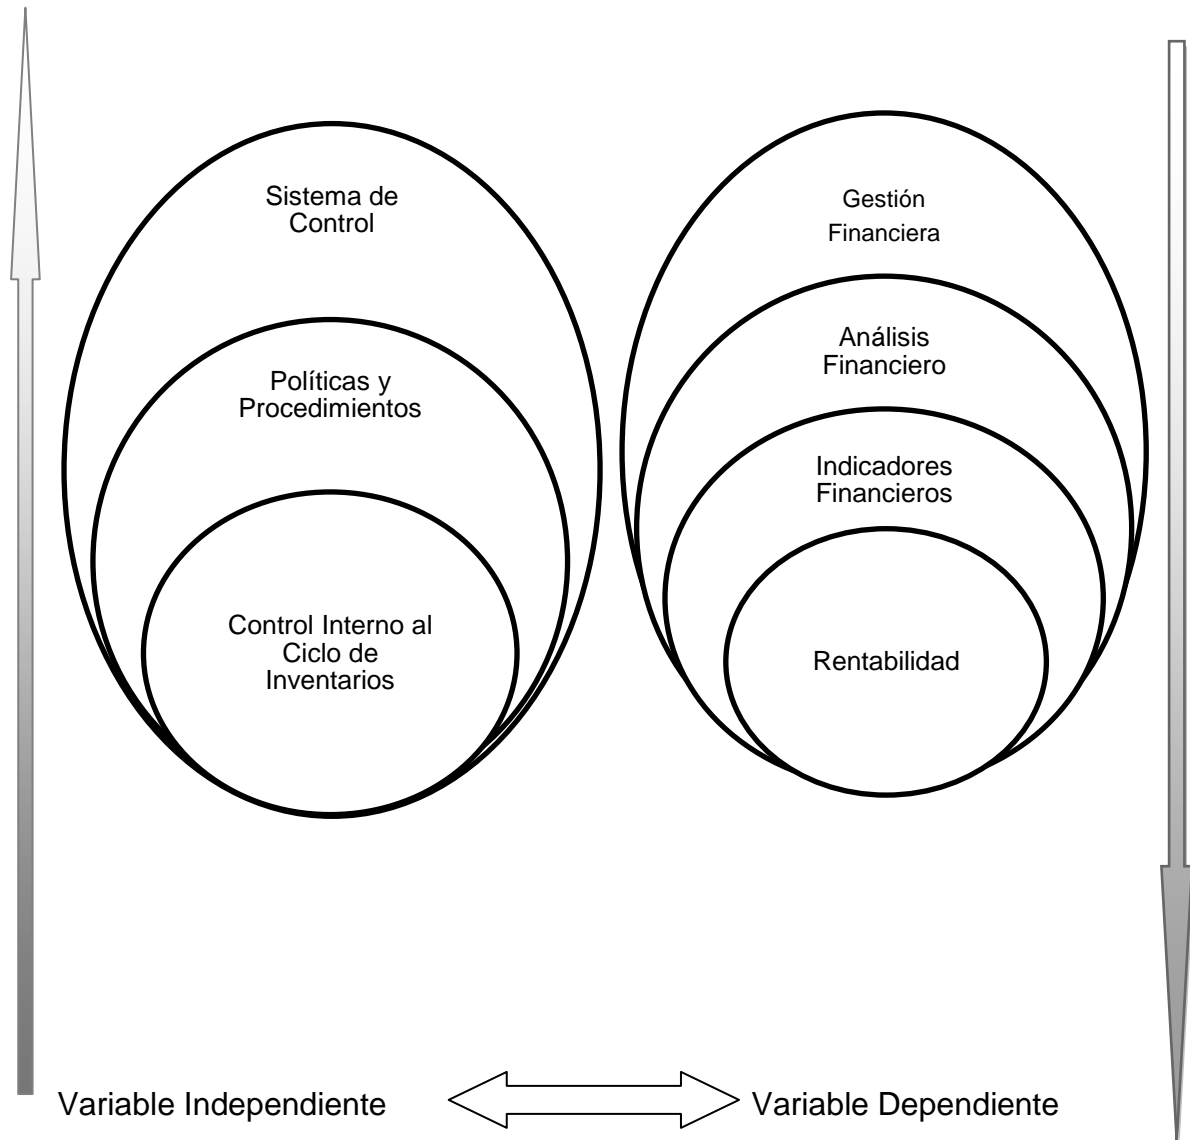 Sistema de
Control
Políticas y
Procedimientos
Control Interno al
Ciclo de
Inventarios
Gestión
Financiera
Análisis
Financiero
Indicadores
Financieros
Rentabilidad
Variable Independiente
Variable Dependiente